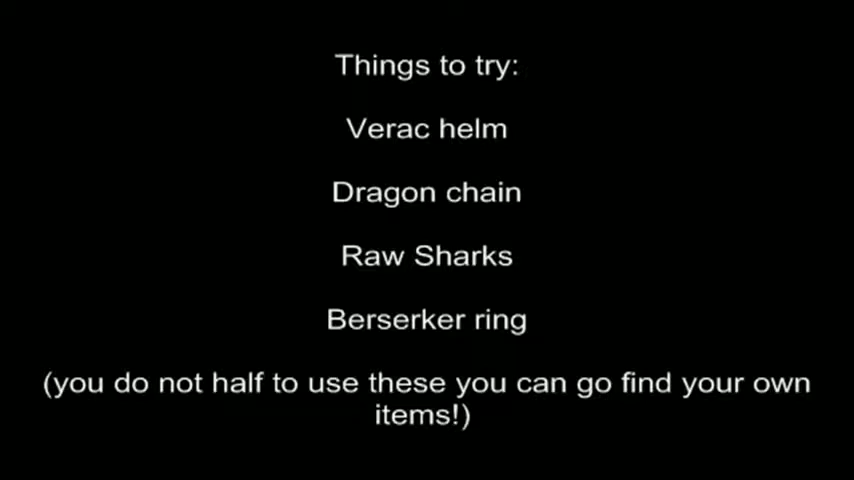 Things to try:
Verac helm
Dragon chain
Raw Sharks
Berserker ring
(you do not half to use these you can go find your own
items!)